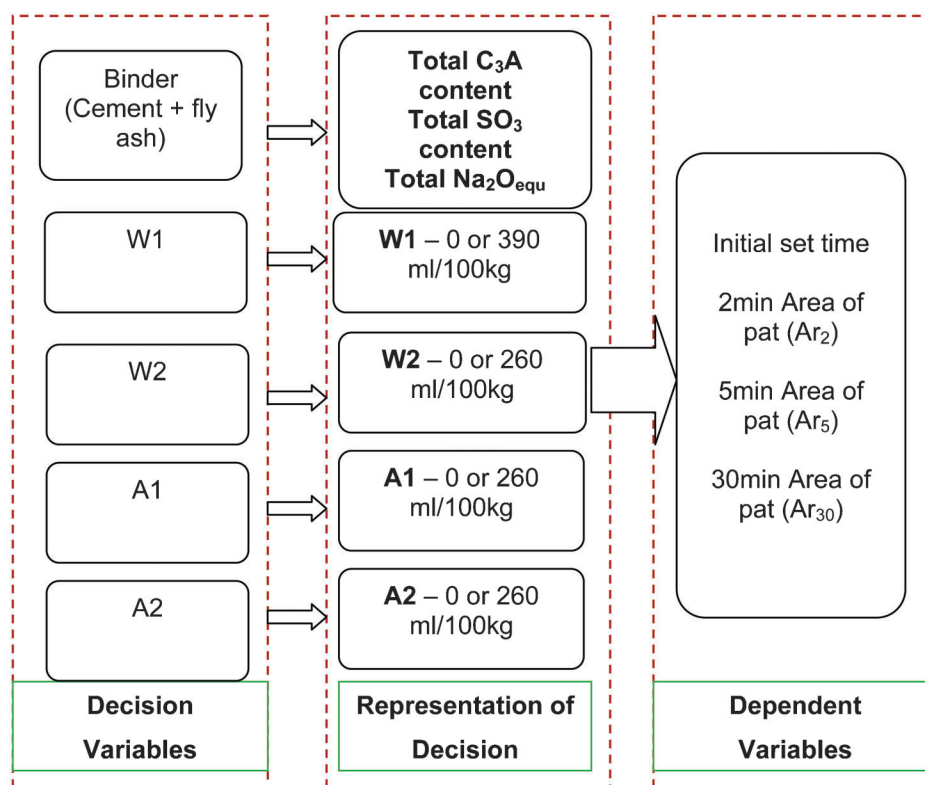 Binder
(Cement + fly
ash)
W1
W2
A1
A2
Decision
Variables
Total C₃A
content
Total SO₃
content
Total Na₂Oₑqᵤ
W1 – 0 or 390
ml/100kg
W2 – 0 or 260
ml/100kg
A1 – 0 or 260
ml/100kg
A2 – 0 or 260
ml/100kg
Representation of
Decision
Initial set time
2min Area of
pat (Ar₂)
5min Area of
pat (Ar₅)
30min Area of
pat (Ar₃₀)
Dependent
Variables